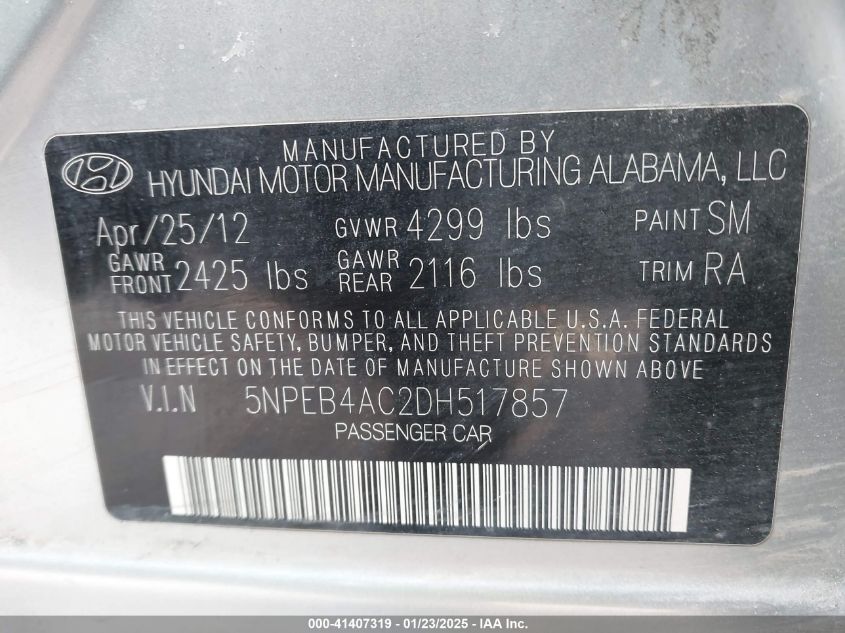 MANUFACTURED BY
HYUNDAI MOTOR MANUFACTURING ALABAMA, LLC
Apr/25/12 GVWR 4299 lbs PAINT SM
GAWR FRONT 2425 lbs GAWR REAR 2116 lbs TRIM RA
THIS VEHICLE CONFORMS TO ALL APPLICABLE U.S.A. FEDERAL
MOTOR VEHICLE SAFETY, BUMPER, AND THEFT PREVENTION STANDARDS
IN EFFECT ON THE DATE OF MANUFACTURE SHOWN ABOVE
V.I.N 5NPEB4AC2DH517857
PASSENGER CAR
000-41407319 - 01/23/2025 - IAA Inc.